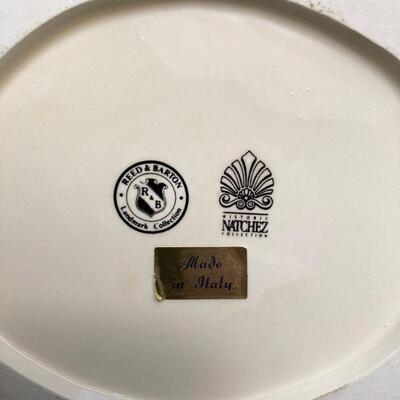 REED & BARTON
R & B
Landmark Collection
HISTORIC
NATCHEZ
COLLECTION
Made
in Italy